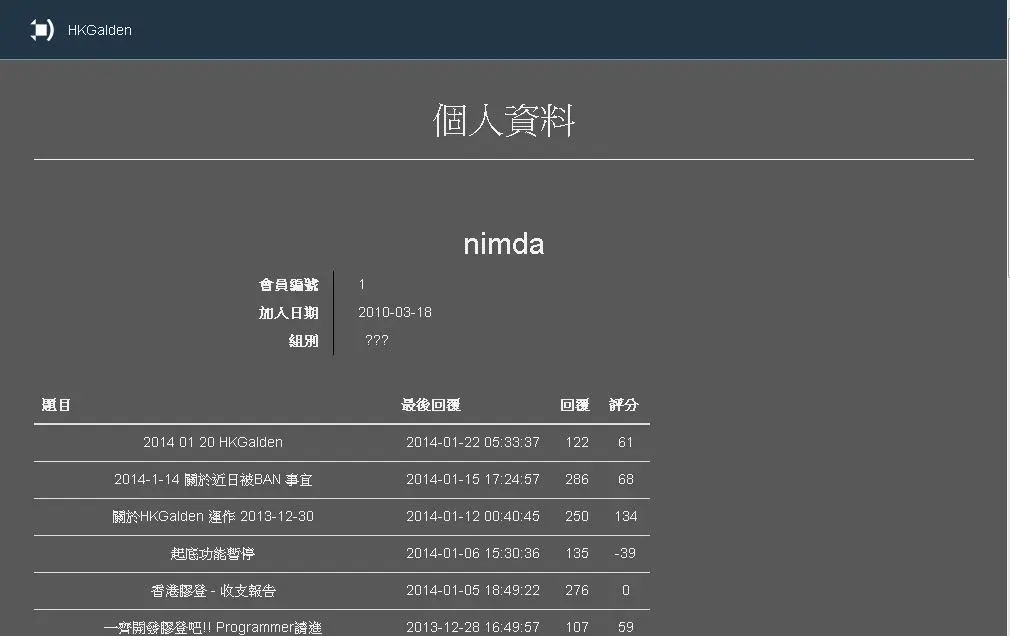 HKGalden
個人資料
nimda
會員編號 1
加入日期 2010-03-18
組別 ???
題目 最後回覆 回覆 評分
2014 01 20 HKGalden 2014-01-22 05:33:37 122 61
2014-1-14 關於近日被BAN 事宜 2014-01-15 17:24:57 286 68
關於HKGalden 運作 2013-12-30 2014-01-12 00:40:45 250 134
起底功能暫停 2014-01-06 15:30:36 135 -39
香港膠登 - 收支報告 2014-01-05 18:49:22 276 0
一齊開發膠登吧!! Programmer請進 2013-12-28 16:49:57 107 59